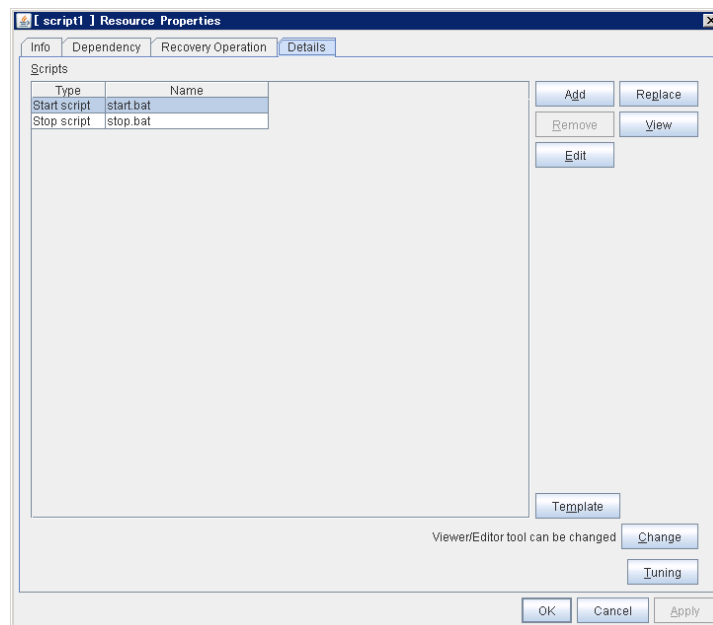 [ script1 ] Resource Properties
Info Dependency Recovery Operation Details
Scripts
Type Name
Start script start.bat
Stop script stop.bat
Add Replace
Remove View
Edit
Template
Viewer/Editor tool can be changed Change
Tuning
OK Cancel Apply